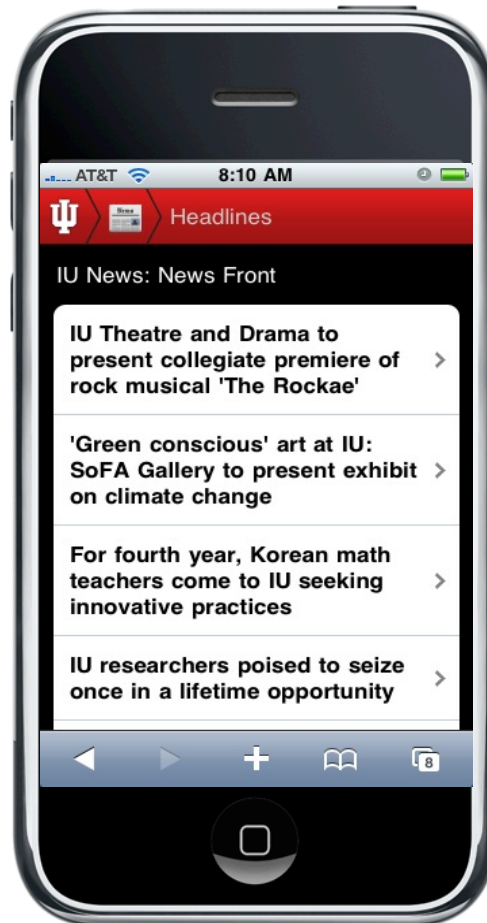 AT&T 8:10 AM
News
Headlines
IU News: News Front
IU Theatre and Drama to
present collegiate premiere of
rock musical 'The Rockae'
'Green conscious' art at IU:
SoFA Gallery to present exhibit
on climate change
For fourth year, Korean math
teachers come to IU seeking
innovative practices
IU researchers poised to seize
once in a lifetime opportunity
8